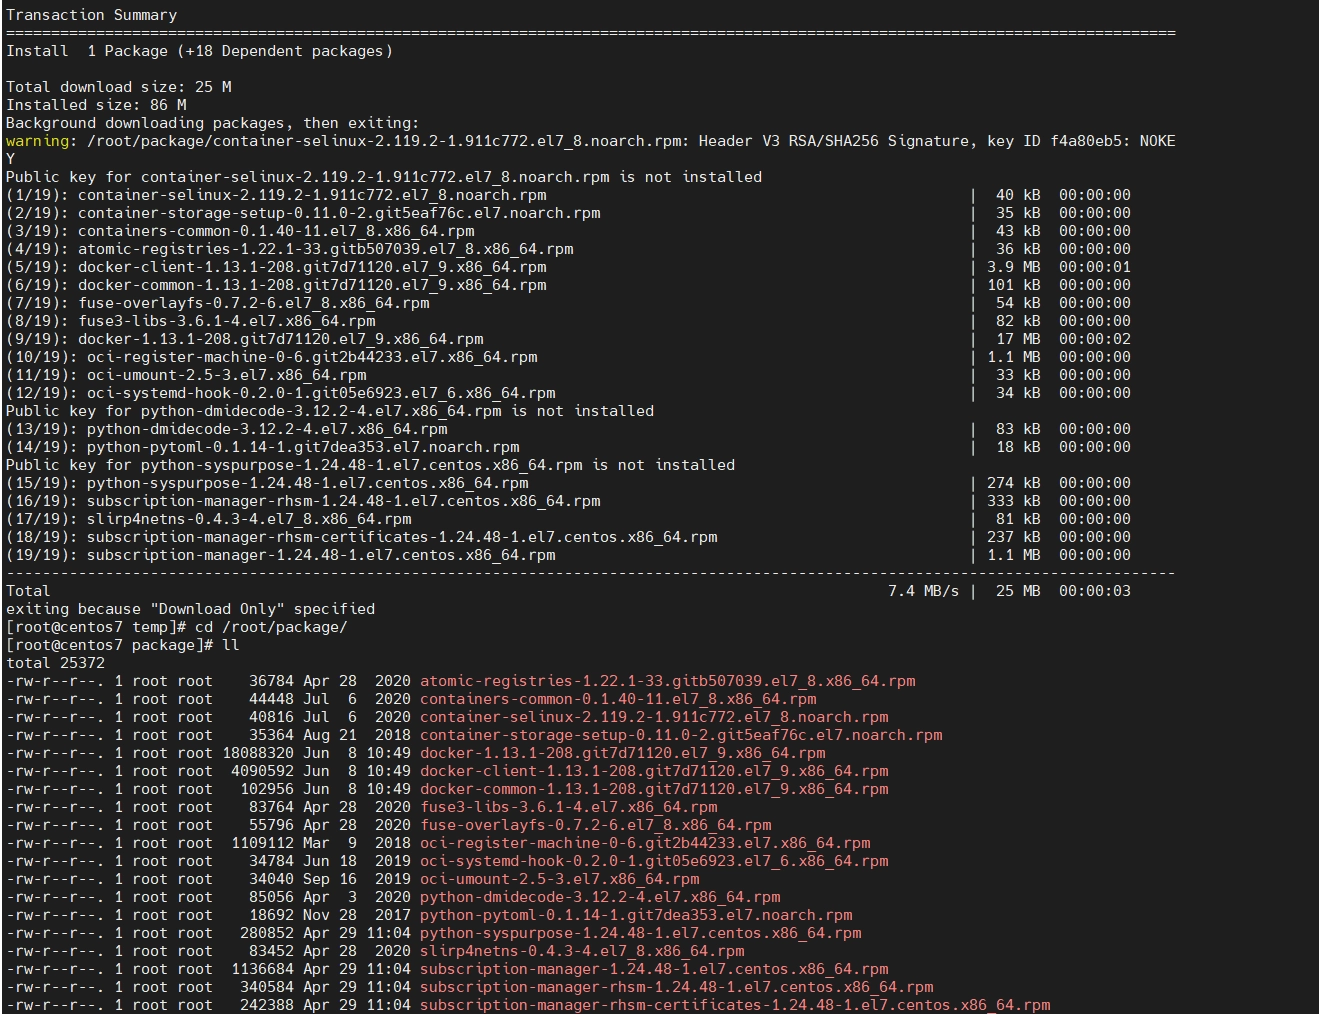 Transaction Summary
==================================================================================================================================
Install  1 Package (+18 Dependent packages)
Total download size: 25 M
Installed size: 86 M
Background downloading packages, then exiting:
warning: /root/package/container-selinux-2.119.2-1.911c772.el7_8.noarch.rpm: Header V3 RSA/SHA256 Signature, key ID f4a80eb5: NOKE
Y
Public key for container-selinux-2.119.2-1.911c772.el7_8.noarch.rpm is not installed
(1/19): container-selinux-2.119.2-1.911c772.el7_8.noarch.rpm | 40 kB 00:00:00
(2/19): container-storage-setup-0.11.0-2.git5eaf76c.el7.noarch.rpm | 35 kB 00:00:00
(3/19): containers-common-0.1.40-11.el7_8.x86_64.rpm | 43 kB 00:00:00
(4/19): atomic-registries-1.22.1-33.gitb507039.el7_8.x86_64.rpm | 36 kB 00:00:00
(5/19): docker-client-1.13.1-208.git7d71120.el7_9.x86_64.rpm | 3.9 MB 00:00:01
(6/19): docker-common-1.13.1-208.git7d71120.el7_9.x86_64.rpm | 101 kB 00:00:00
(7/19): fuse-overlayfs-0.7.2-6.el7_8.x86_64.rpm | 54 kB 00:00:00
(8/19): fuse3-libs-3.6.1-4.el7.x86_64.rpm | 82 kB 00:00:00
(9/19): docker-1.13.1-208.git7d71120.el7_9.x86_64.rpm | 17 MB 00:00:02
(10/19): oci-register-machine-0-6.git2b44233.el7.x86_64.rpm | 1.1 MB 00:00:00
(11/19): oci-umount-2.5-3.el7.x86_64.rpm | 33 kB 00:00:00
(12/19): oci-systemd-hook-0.2.0-1.git05e6923.el7_6.x86_64.rpm | 34 kB 00:00:00
Public key for python-dmidecode-3.12.2-4.el7.x86_64.rpm is not installed
(13/19): python-dmidecode-3.12.2-4.el7.x86_64.rpm | 83 kB 00:00:00
(14/19): python-pytoml-0.1.14-1.git7dea353.el7.noarch.rpm | 18 kB 00:00:00
Public key for python-syspurpose-1.24.48-1.el7.centos.x86_64.rpm is not installed
(15/19): python-syspurpose-1.24.48-1.el7.centos.x86_64.rpm | 274 kB 00:00:00
(16/19): subscription-manager-rhsm-1.24.48-1.el7.centos.x86_64.rpm | 333 kB 00:00:00
(17/19): slirp4netns-0.4.3-4.el7_8.x86_64.rpm | 81 kB 00:00:00
(18/19): subscription-manager-rhsm-certificates-1.24.48-1.el7.centos.x86_64.rpm | 237 kB 00:00:00
(19/19): subscription-manager-1.24.48-1.el7.centos.x86_64.rpm | 1.1 MB 00:00:00
----------------------------------------------------------------------------------------------------------------------------------
Total 7.4 MB/s | 25 MB 00:00:03
exiting because "Download Only" specified
[root@centos7 temp]# cd /root/package/
[root@centos7 package]# ll
total 25372
-rw-r--r--. 1 root root 36784 Apr 28 2020 atomic-registries-1.22.1-33.gitb507039.el7_8.x86_64.rpm
-rw-r--r--. 1 root root 44448 Jul 6 2020 containers-common-0.1.40-11.el7_8.x86_64.rpm
-rw-r--r--. 1 root root 40816 Jul 6 2020 container-selinux-2.119.2-1.911c772.el7_8.noarch.rpm
-rw-r--r--. 1 root root 35364 Aug 21 2018 container-storage-setup-0.11.0-2.git5eaf76c.el7.noarch.rpm
-rw-r--r--. 1 root root 18088320 Jun 8 10:49 docker-1.13.1-208.git7d71120.el7_9.x86_64.rpm
-rw-r--r--. 1 root root 4090592 Jun 8 10:49 docker-client-1.13.1-208.git7d71120.el7_9.x86_64.rpm
-rw-r--r--. 1 root root 102956 Jun 8 10:49 docker-common-1.13.1-208.git7d71120.el7_9.x86_64.rpm
-rw-r--r--. 1 root root 83764 Apr 28 2020 fuse3-libs-3.6.1-4.el7.x86_64.rpm
-rw-r--r--. 1 root root 55796 Apr 28 2020 fuse-overlayfs-0.7.2-6.el7_8.x86_64.rpm
-rw-r--r--. 1 root root 1109112 Mar 9 2018 oci-register-machine-0-6.git2b44233.el7.x86_64.rpm
-rw-r--r--. 1 root root 34784 Jun 18 2019 oci-systemd-hook-0.2.0-1.git05e6923.el7_6.x86_64.rpm
-rw-r--r--. 1 root root 34040 Sep 16 2019 oci-umount-2.5-3.el7.x86_64.rpm
-rw-r--r--. 1 root root 85056 Apr 3 2020 python-dmidecode-3.12.2-4.el7.x86_64.rpm
-rw-r--r--. 1 root root 18692 Nov 28 2017 python-pytoml-0.1.14-1.git7dea353.el7.noarch.rpm
-rw-r--r--. 1 root root 280852 Apr 29 11:04 python-syspurpose-1.24.48-1.el7.centos.x86_64.rpm
-rw-r--r--. 1 root root 83452 Apr 28 2020 slirp4netns-0.4.3-4.el7_8.x86_64.rpm
-rw-r--r--. 1 root root 1136684 Apr 29 11:04 subscription-manager-1.24.48-1.el7.centos.x86_64.rpm
-rw-r--r--. 1 root root 340584 Apr 29 11:04 subscription-manager-rhsm-1.24.48-1.el7.centos.x86_64.rpm
-rw-r--r--. 1 root root 242388 Apr 29 11:04 subscription-manager-rhsm-certificates-1.24.48-1.el7.centos.x86_64.rpm